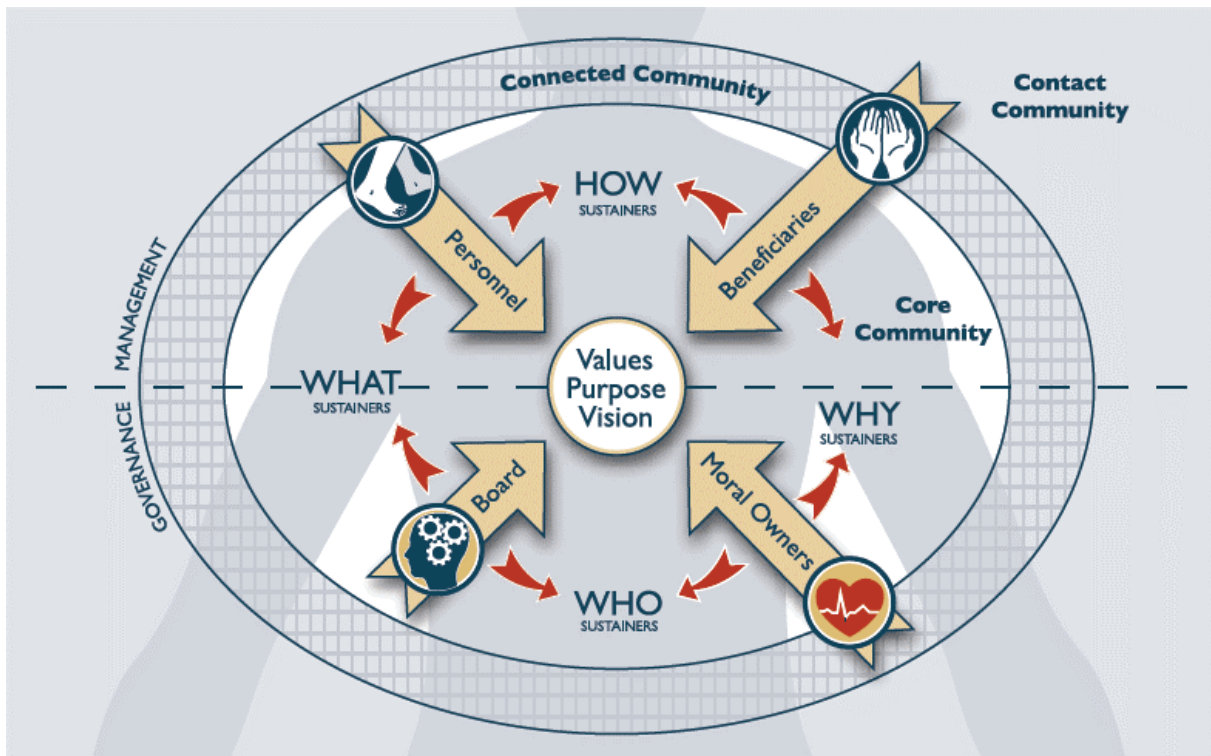 Connected Community
Contact
Community
HOW
SUSTAINERS
Personnel
Beneficiaries
MANAGEMENT
Core
Community
Values
Purpose
Vision
WHAT
SUSTAINERS
WHY
SUSTAINERS
GOVERNANCE
Board
Moral Owners
WHO
SUSTAINERS